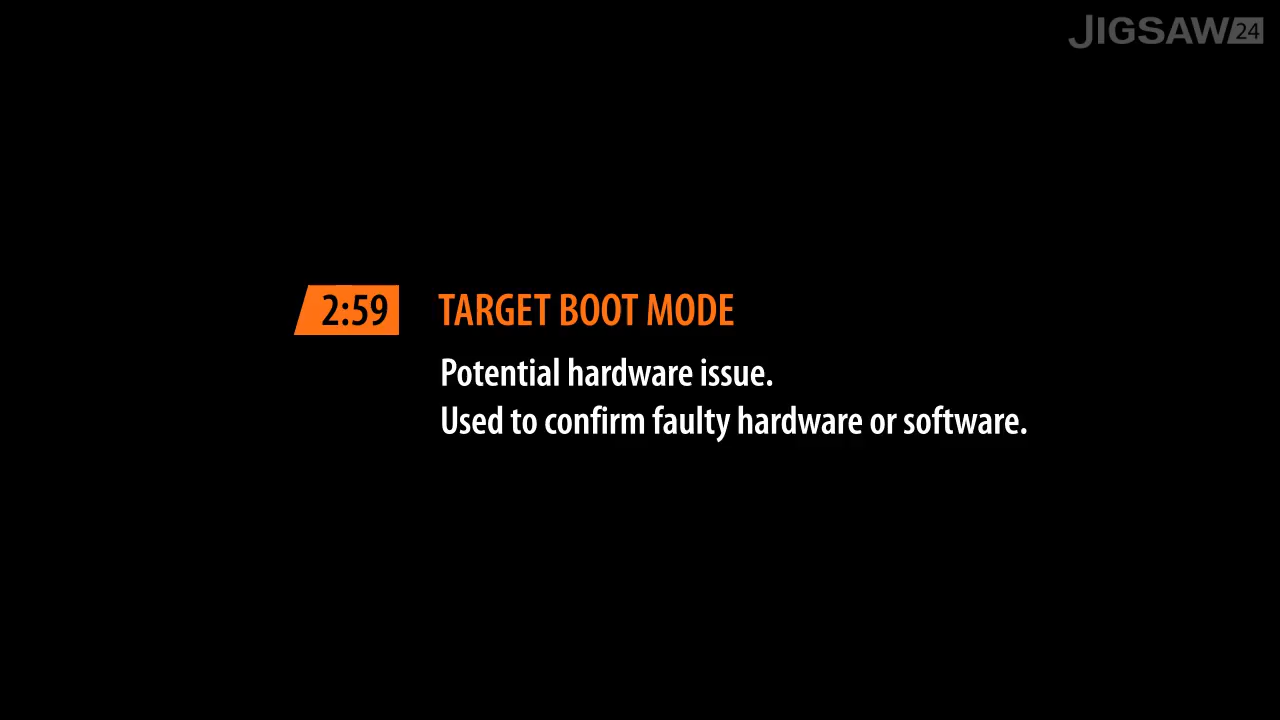 JIGSAW24
2:59 TARGET BOOT MODE
Potential hardware issue.
Used to confirm faulty hardware or software.